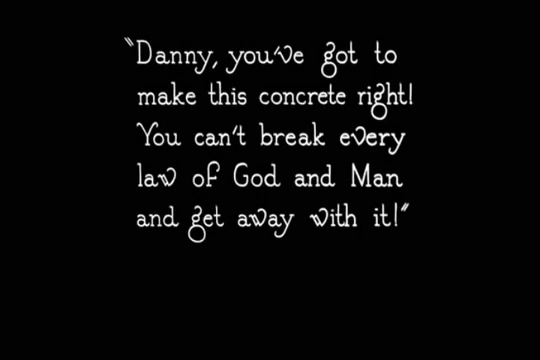 "Danny, you've got to
make this concrete right!
You can't break every
law of God and Man
and get away with it!"